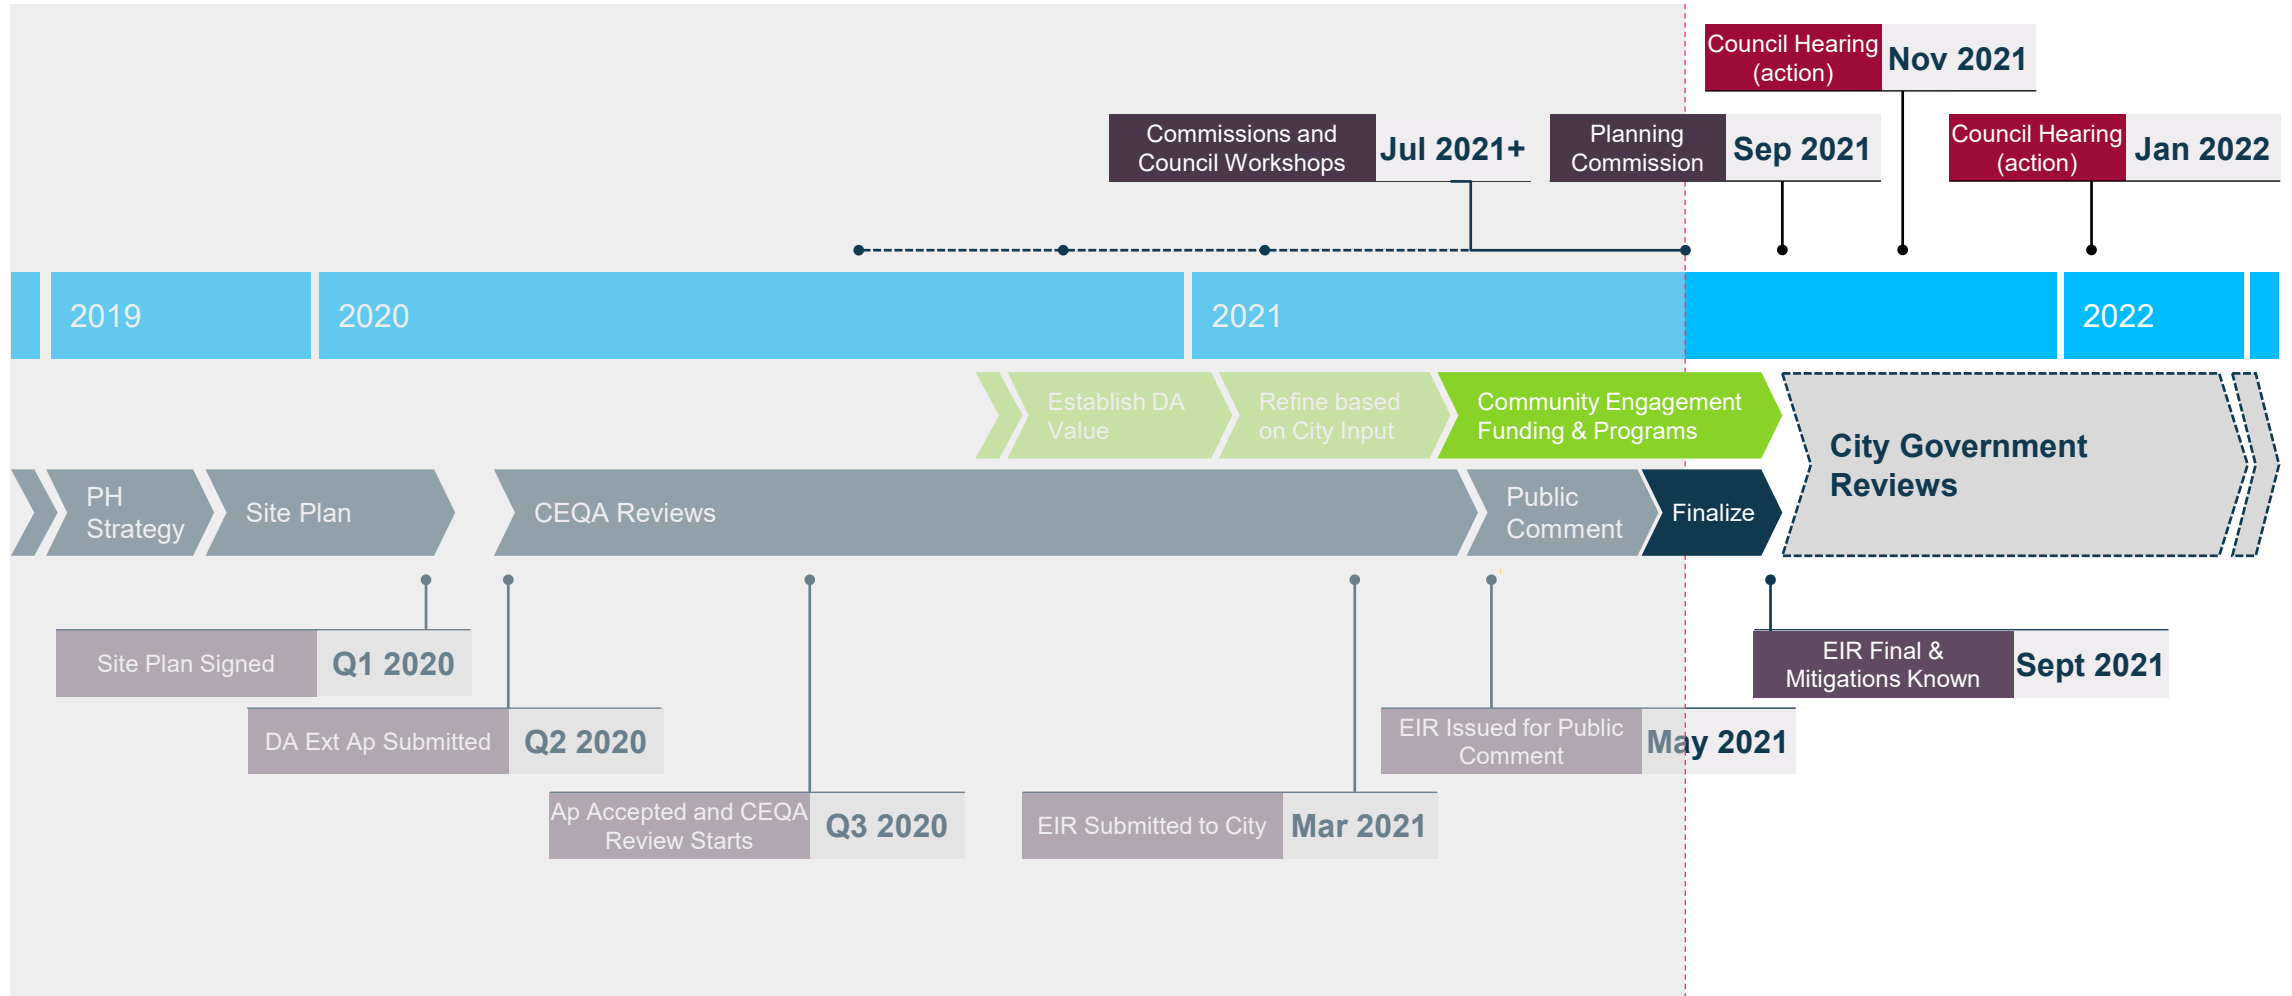 Council Hearing
(action)
Nov 2021
Commissions and
Council Workshops
Jul 2021+
Planning
Commission
Sep 2021
Council Hearing
(action)
Jan 2022
2019
2020
2021
2022
Establish DA
Value
Refine based
on City Input
Community Engagement
Funding & Programs
City Government
Reviews
PH
Strategy
Site Plan
CEQA Reviews
Public
Comment
Finalize
Site Plan Signed
Q1 2020
EIR Final &
Mitigations Known
Sept 2021
DA Ext Ap Submitted
Q2 2020
EIR Issued for Public
Comment
May 2021
Ap Accepted and CEQA
Review Starts
Q3 2020
EIR Submitted to City
Mar 2021